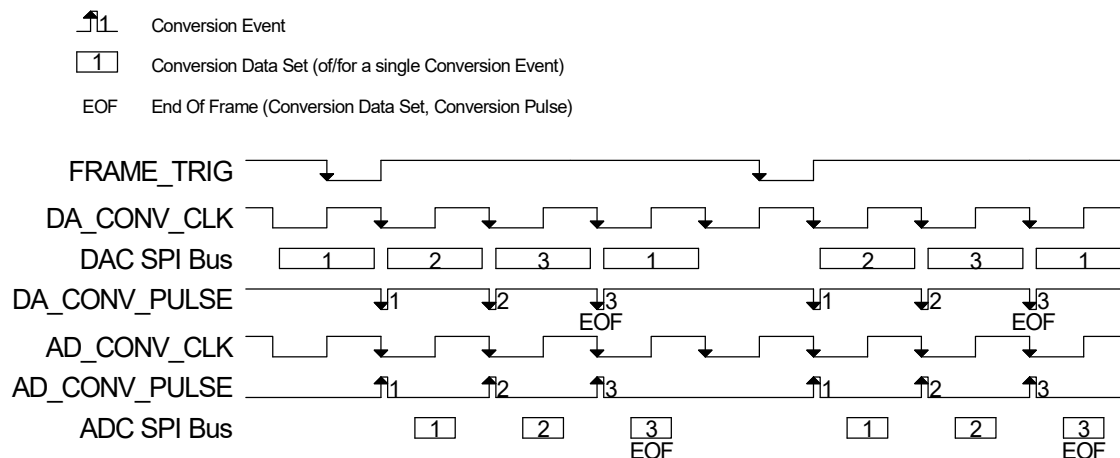 1 Conversion Event
1 Conversion Data Set (of/for a single Conversion Event)
EOF End Of Frame (Conversion Data Set, Conversion Pulse)
FRAME_TRIG
DA_CONV_CLK
DAC SPI Bus 1 2 3 1 2 3 1
DA_CONV_PULSE 1 2 3 1 2 3
EOF EOF
AD_CONV_CLK
AD_CONV_PULSE 1 2 3 1 2 3
ADC SPI Bus 1 2 3 1 2 3
EOF EOF